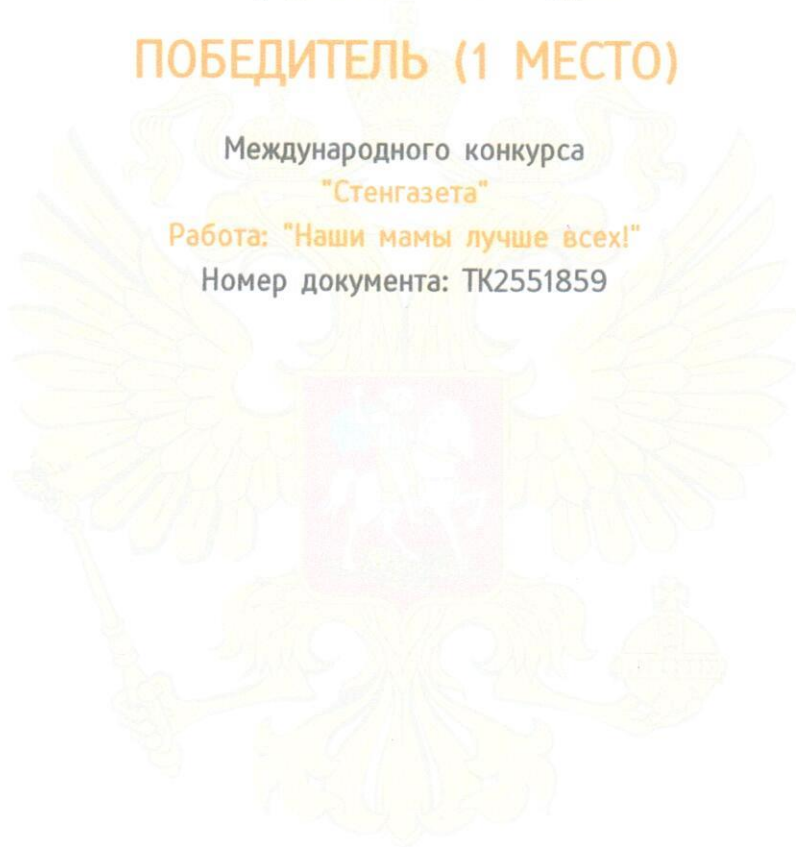 ПОБЕДИТЕЛЬ (1 МЕСТО)
Международного конкурса
"Стенгазета"
Работа: "Наши мамы лучше всех!"
Номер документа: ТК2551859